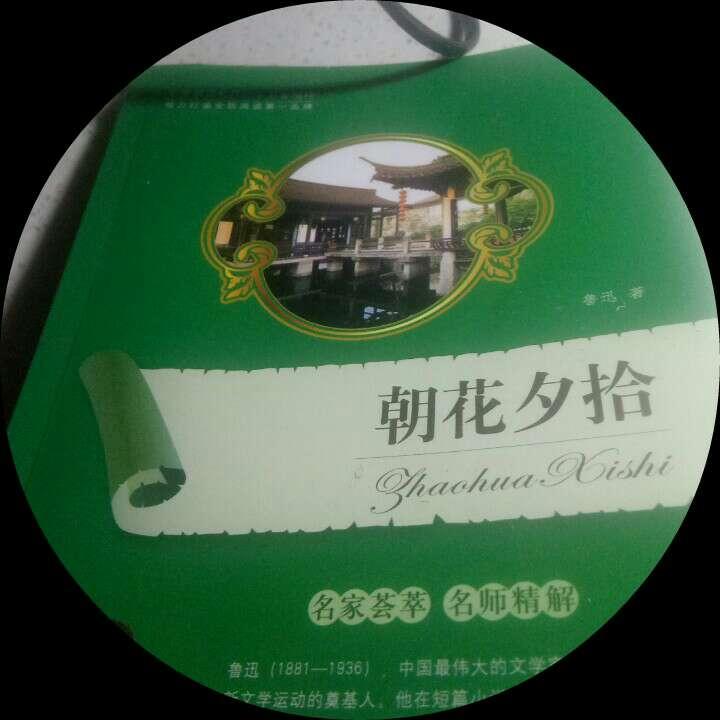 鲁迅 著
朝花夕拾
Zhaohua Xishi
名家荟萃 名师精解
鲁迅（1881—1936），中国最伟大的文学
新文学运动的奠基人。他在短篇小